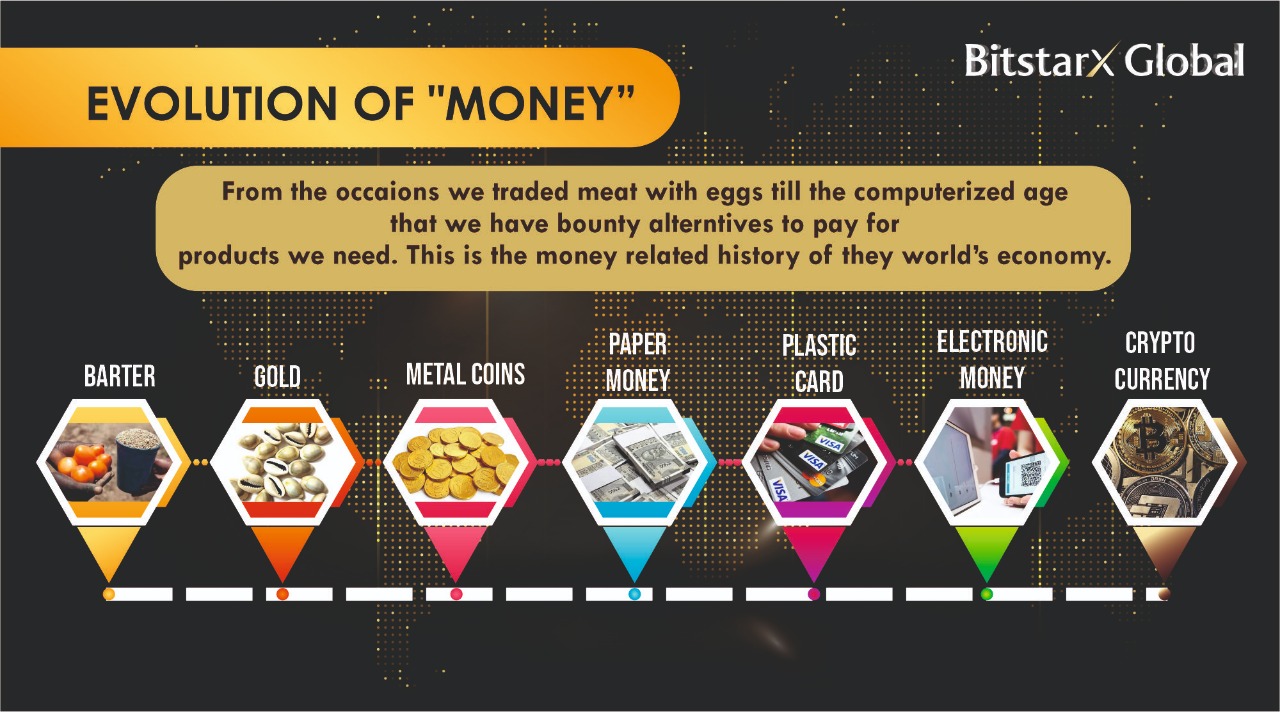 BitstarX Global
EVOLUTION OF "MONEY”
From the occaions we traded meat with eggs till the computerized age
that we have bounty alterntives to pay for
products we need. This is the money related history of they world’s economy.
BARTER
GOLD
METAL COINS
PAPER
MONEY
PLASTIC
CARD
ELECTRONIC
MONEY
CRYPTO
CURRENCY
VISA
VISA
VISA